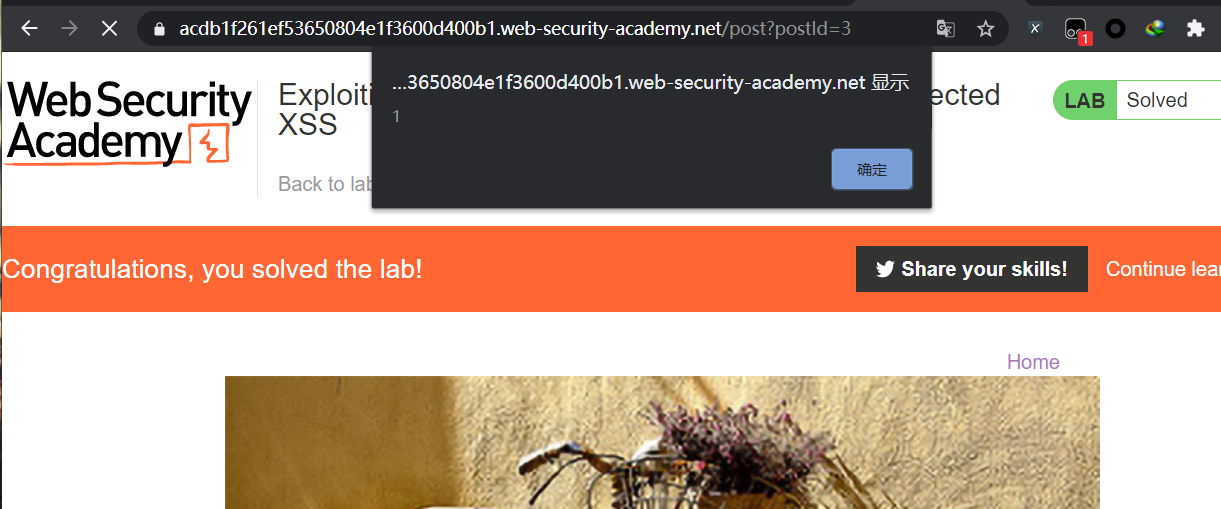 acdb1f261ef53650804e1f3600d400b1.web-security-academy.net/post?postId=3
1
...3650804e1f3600d400b1.web-security-academy.net 显示
1
确定
Web Security
Academy
Exploiti
ected
XSS
Back to lab
LAB Solved
Congratulations, you solved the lab!
Share your skills!
Continue lear
Home